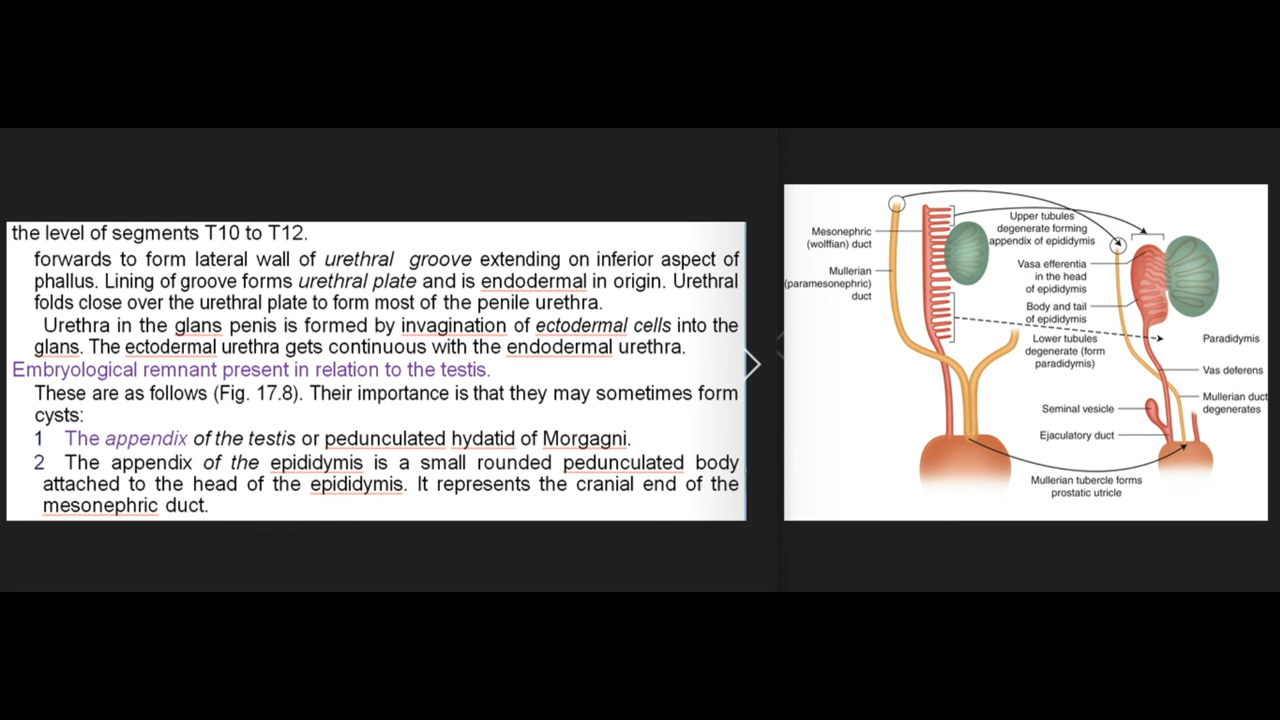 the level of segments T10 to T12.
forwards to form lateral wall of urethral groove extending on inferior aspect of
phallus. Lining of groove forms urethral plate and is endodermal in origin. Urethral
folds close over the urethral plate to form most of the penile urethra.
Urethra in the glans penis is formed by invagination of ectodermal cells into the
glans. The ectodermal urethra gets continuous with the endodermal urethra.
Embryological remnant present in relation to the testis.
These are as follows (Fig. 17.8). Their importance is that they may sometimes form
cysts:
1 The appendix of the testis or pedunculated hydatid of Morgagni.
2 The appendix of the epididymis is a small rounded pedunculated body
attached to the head of the epididymis. It represents the cranial end of the
mesonephric duct.
Mesonephric
(wolffian) duct
Mullerian
(paramesonephric)
duct
Upper tubules
degenerate forming
appendix of epididymis
Vasa efferentia
in the head
of epididymis
Body and tail
of epididymis
Lower tubules
degenerate (form
paradidymis)
Paradidymis
Vas deferens
Mullerian duct
degenerates
Seminal vesicle
Ejaculatory duct
Mullerian tubercle forms
prostatic utricle